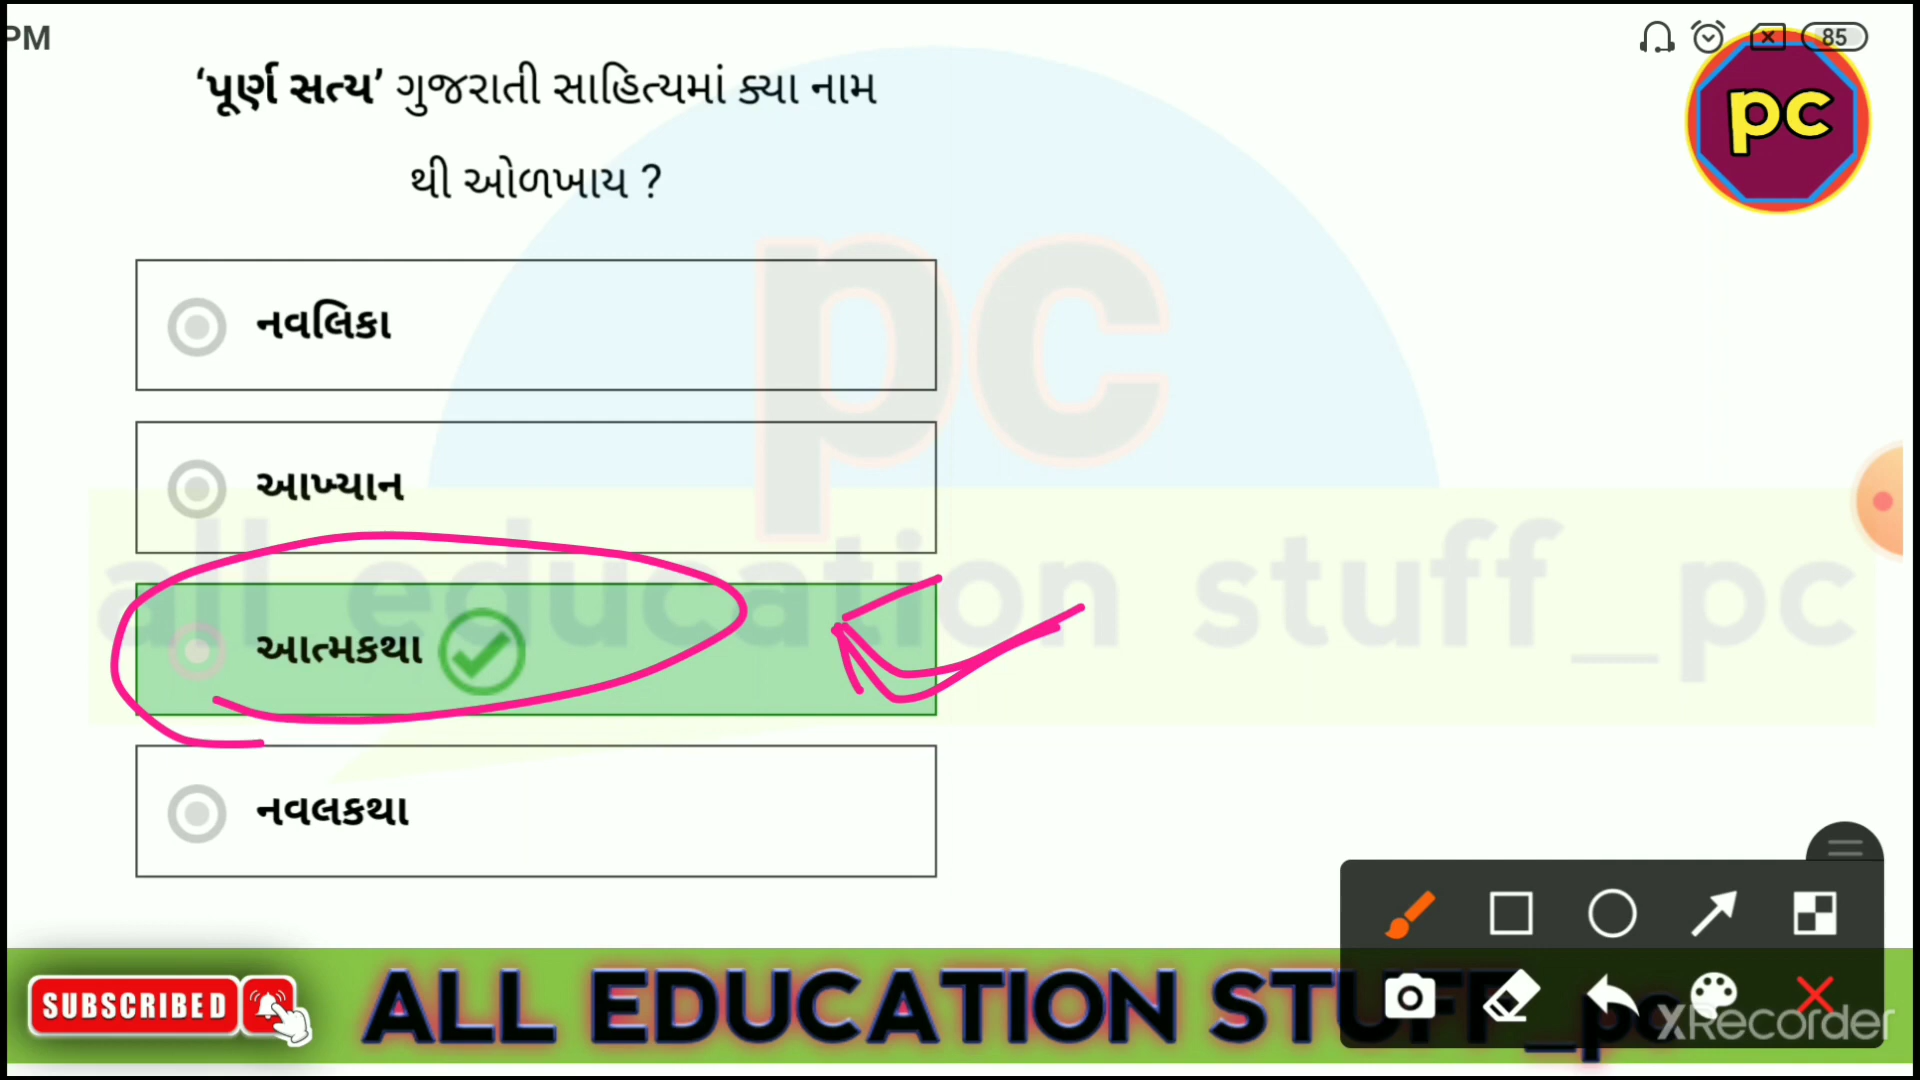 PM
85
pc
‘પૂર્ણ સત્ય’ ગુજરાતી સાહિત્યમાં ક્યા નામ
થી ઓળખાય ?
pc
નવલિકા
આખ્યાન
all education stuff_pc
આત્મકથા
નવલકથા
SUBSCRIBED
ALL EDUCATION STUFF_pc
XRecorder